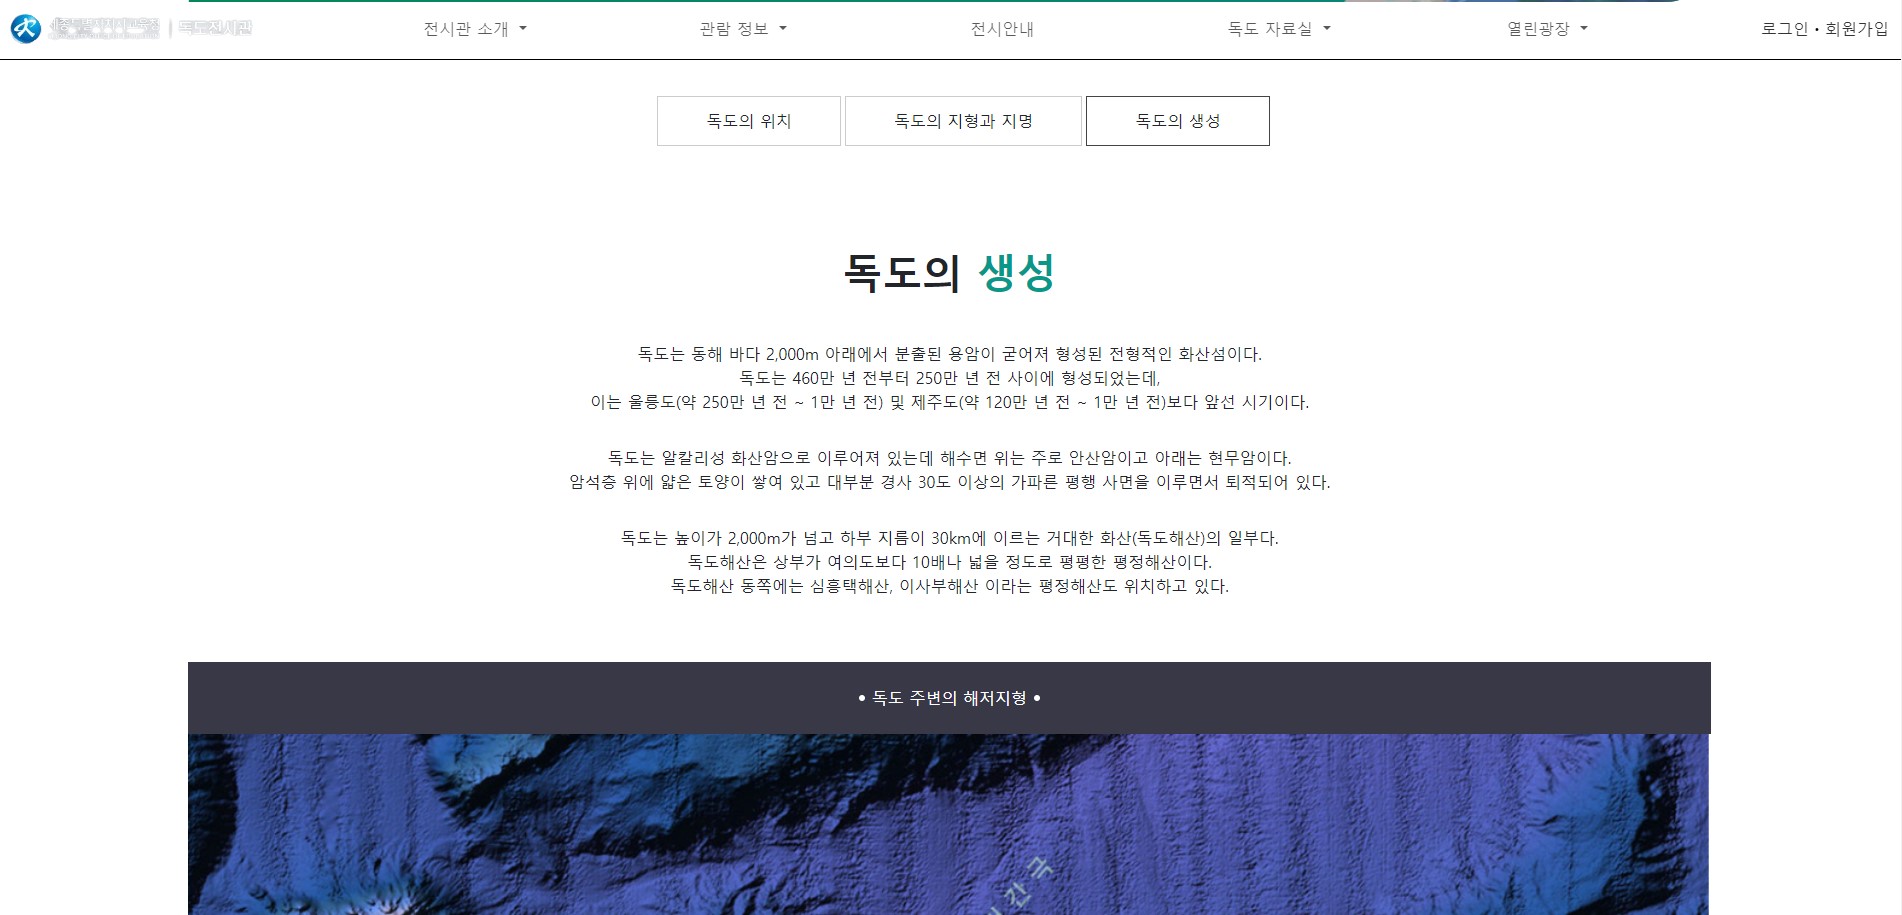 독도전시관
전시관 소개
관람 정보
전시안내
독도 자료실
열린광장
로그인 • 회원가입
독도의 위치
독도의 지형과 지명
독도의 생성
독도의 생성
독도는 동해 바다 2,000m 아래에서 분출된 용암이 굳어져 형성된 전형적인 화산섬이다.
독도는 460만 년 전부터 250만 년 전 사이에 형성되었는데,
이는 울릉도(약 250만 년 전 ~ 1만 년 전) 및 제주도(약 120만 년 전 ~ 1만 년 전)보다 앞선 시기이다.
독도는 알칼리성 화산암으로 이루어져 있는데 해수면 위는 주로 안산암이고 아래는 현무암이다.
암석층 위에 얇은 토양이 쌓여 있고 대부분 경사 30도 이상의 가파른 평행 사면을 이루면서 퇴적되어 있다.
독도는 높이가 2,000m가 넘고 하부 지름이 30km에 이르는 거대한 화산(독도해산)의 일부다.
독도해산은 상부가 여의도보다 10배나 넓을 정도로 평평한 평정해산이다.
독도해산 동쪽에는 심흥택해산, 이사부해산 이라는 평정해산도 위치하고 있다.
• 독도 주변의 해저지형 •
간극